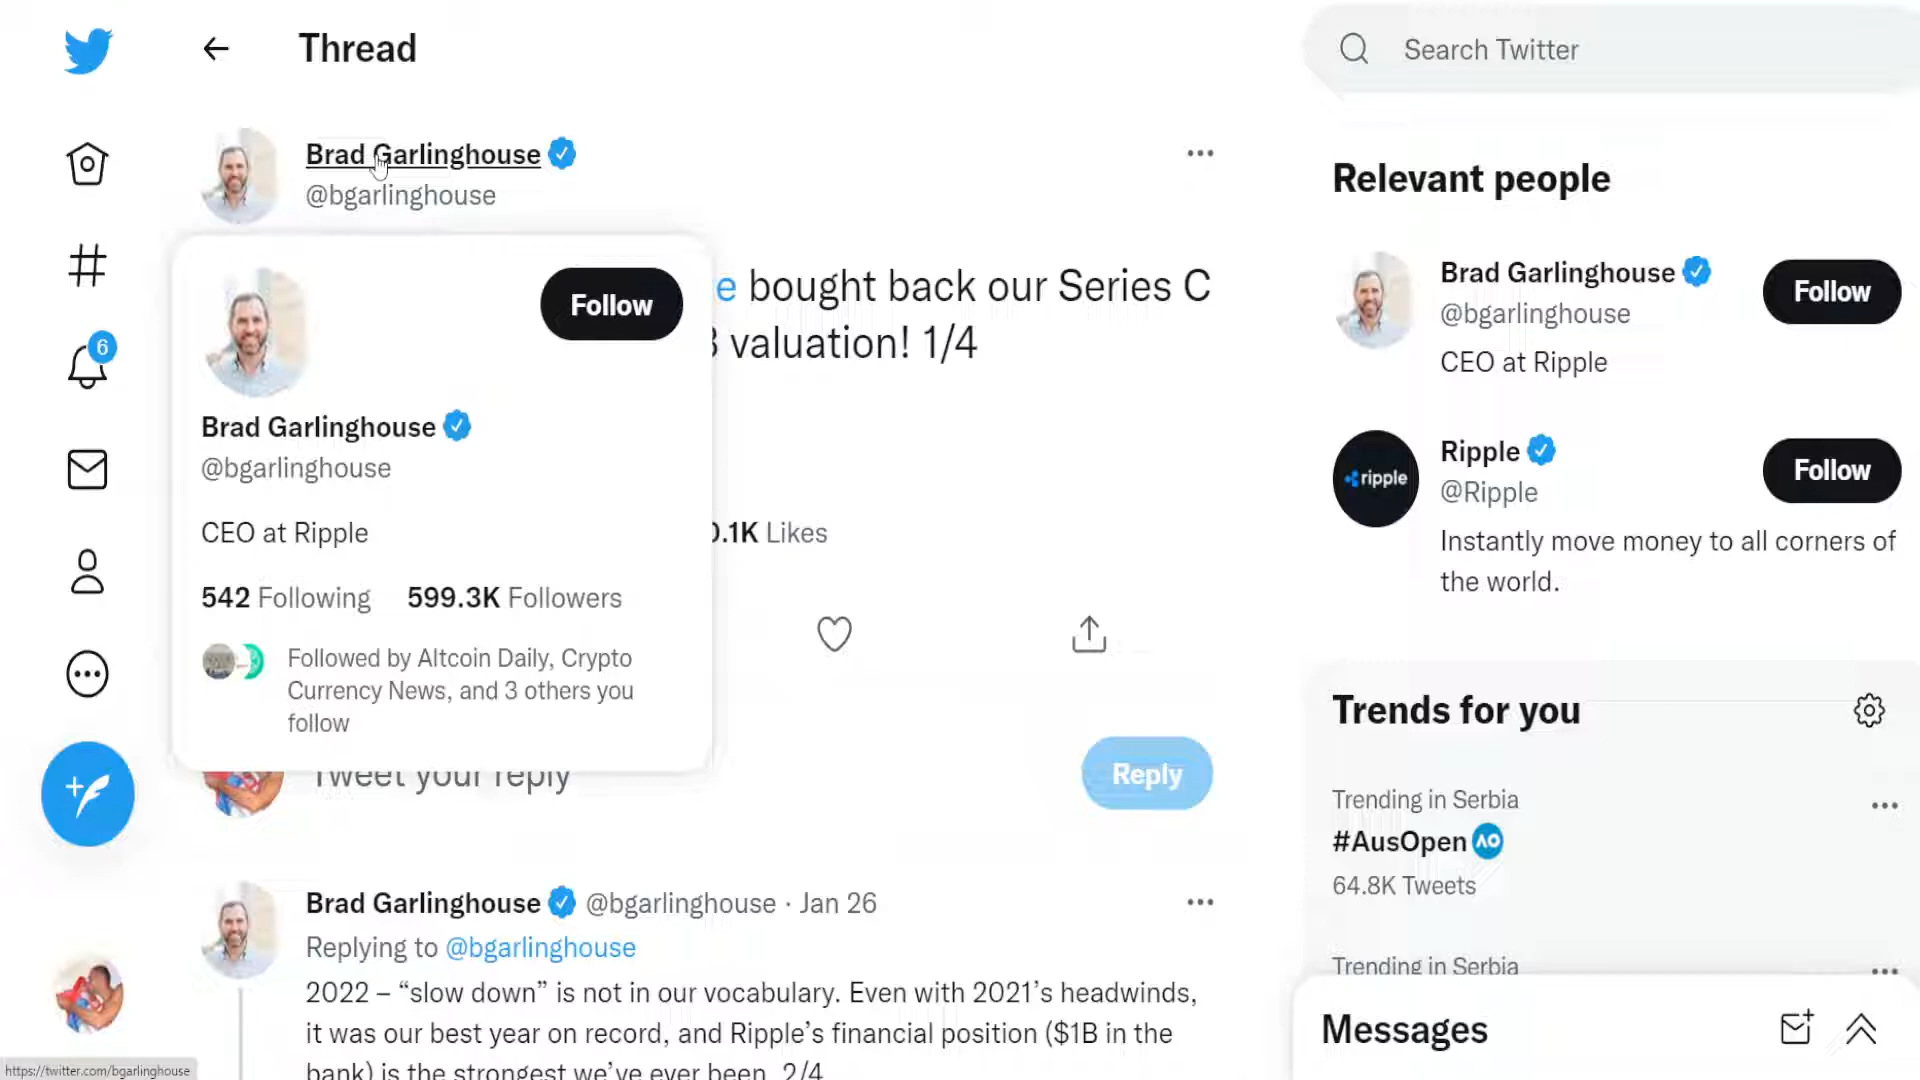 Thread
Search Twitter
Brad Garlinghouse
@bgarlinghouse
Follow
e bought back our Series C
valuation! 1/4
Brad Garlinghouse
@bgarlinghouse
CEO at Ripple
542 Following 599.3K Followers
Followed by Altcoin Daily, Crypto
Currency News, and 3 others you
follow
0.1K Likes
6
Tweet your reply
Reply
Brad Garlinghouse @bgarlinghouse · Jan 26
Replying to @bgarlinghouse
2022 – “slow down” is not in our vocabulary. Even with 2021’s headwinds,
it was our best year on record, and Ripple’s financial position ($1B in the
bank) is the strongest we’ve ever been. 2/4
Relevant people
Brad Garlinghouse
@bgarlinghouse
Follow
CEO at Ripple
ripple
Ripple
@Ripple
Follow
Instantly move money to all corners of
the world.
Trends for you
Trending in Serbia
#AusOpen AO
64.8K Tweets
Trending in Serbia
Messages
https://twitter.com/bgarlinghouse